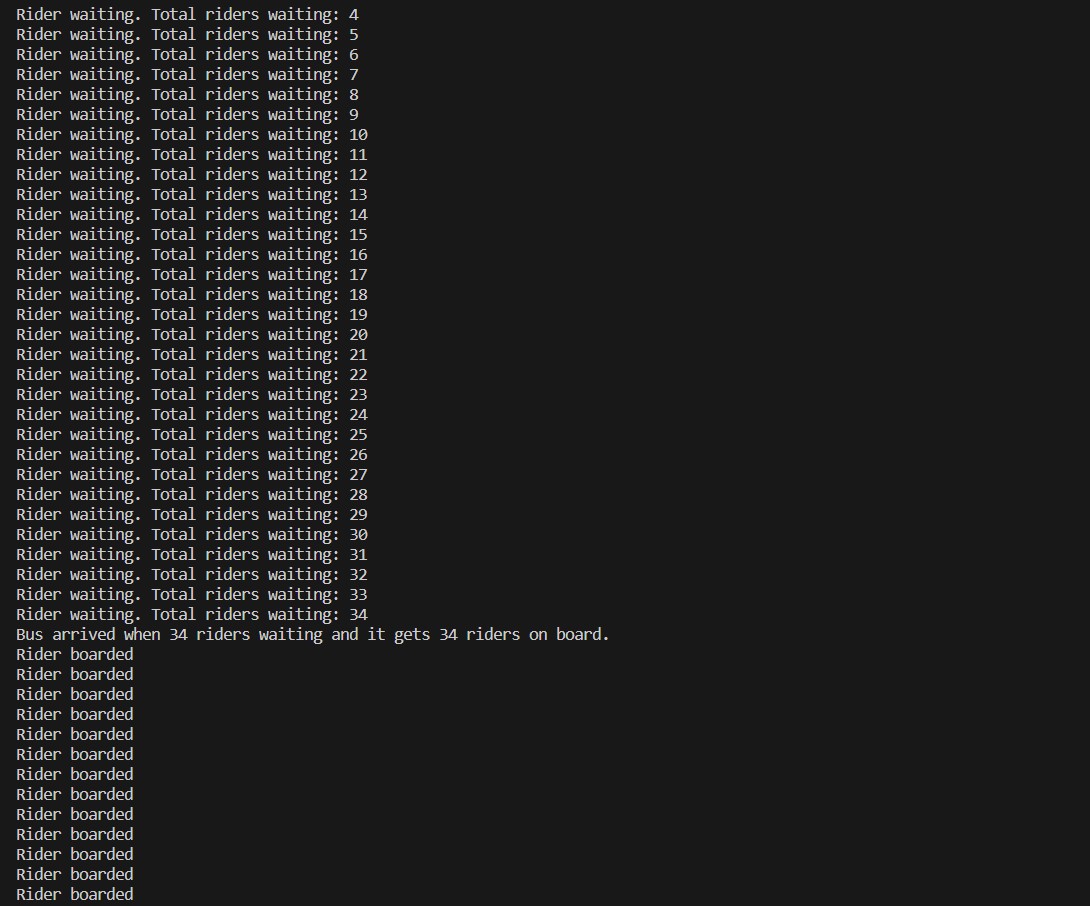 Rider waiting. Total riders waiting: 4
Rider waiting. Total riders waiting: 5
Rider waiting. Total riders waiting: 6
Rider waiting. Total riders waiting: 7
Rider waiting. Total riders waiting: 8
Rider waiting. Total riders waiting: 9
Rider waiting. Total riders waiting: 10
Rider waiting. Total riders waiting: 11
Rider waiting. Total riders waiting: 12
Rider waiting. Total riders waiting: 13
Rider waiting. Total riders waiting: 14
Rider waiting. Total riders waiting: 15
Rider waiting. Total riders waiting: 16
Rider waiting. Total riders waiting: 17
Rider waiting. Total riders waiting: 18
Rider waiting. Total riders waiting: 19
Rider waiting. Total riders waiting: 20
Rider waiting. Total riders waiting: 21
Rider waiting. Total riders waiting: 22
Rider waiting. Total riders waiting: 23
Rider waiting. Total riders waiting: 24
Rider waiting. Total riders waiting: 25
Rider waiting. Total riders waiting: 26
Rider waiting. Total riders waiting: 27
Rider waiting. Total riders waiting: 28
Rider waiting. Total riders waiting: 29
Rider waiting. Total riders waiting: 30
Rider waiting. Total riders waiting: 31
Rider waiting. Total riders waiting: 32
Rider waiting. Total riders waiting: 33
Rider waiting. Total riders waiting: 34
Bus arrived when 34 riders waiting and it gets 34 riders on board.
Rider boarded
Rider boarded
Rider boarded
Rider boarded
Rider boarded
Rider boarded
Rider boarded
Rider boarded
Rider boarded
Rider boarded
Rider boarded
Rider boarded
Rider boarded